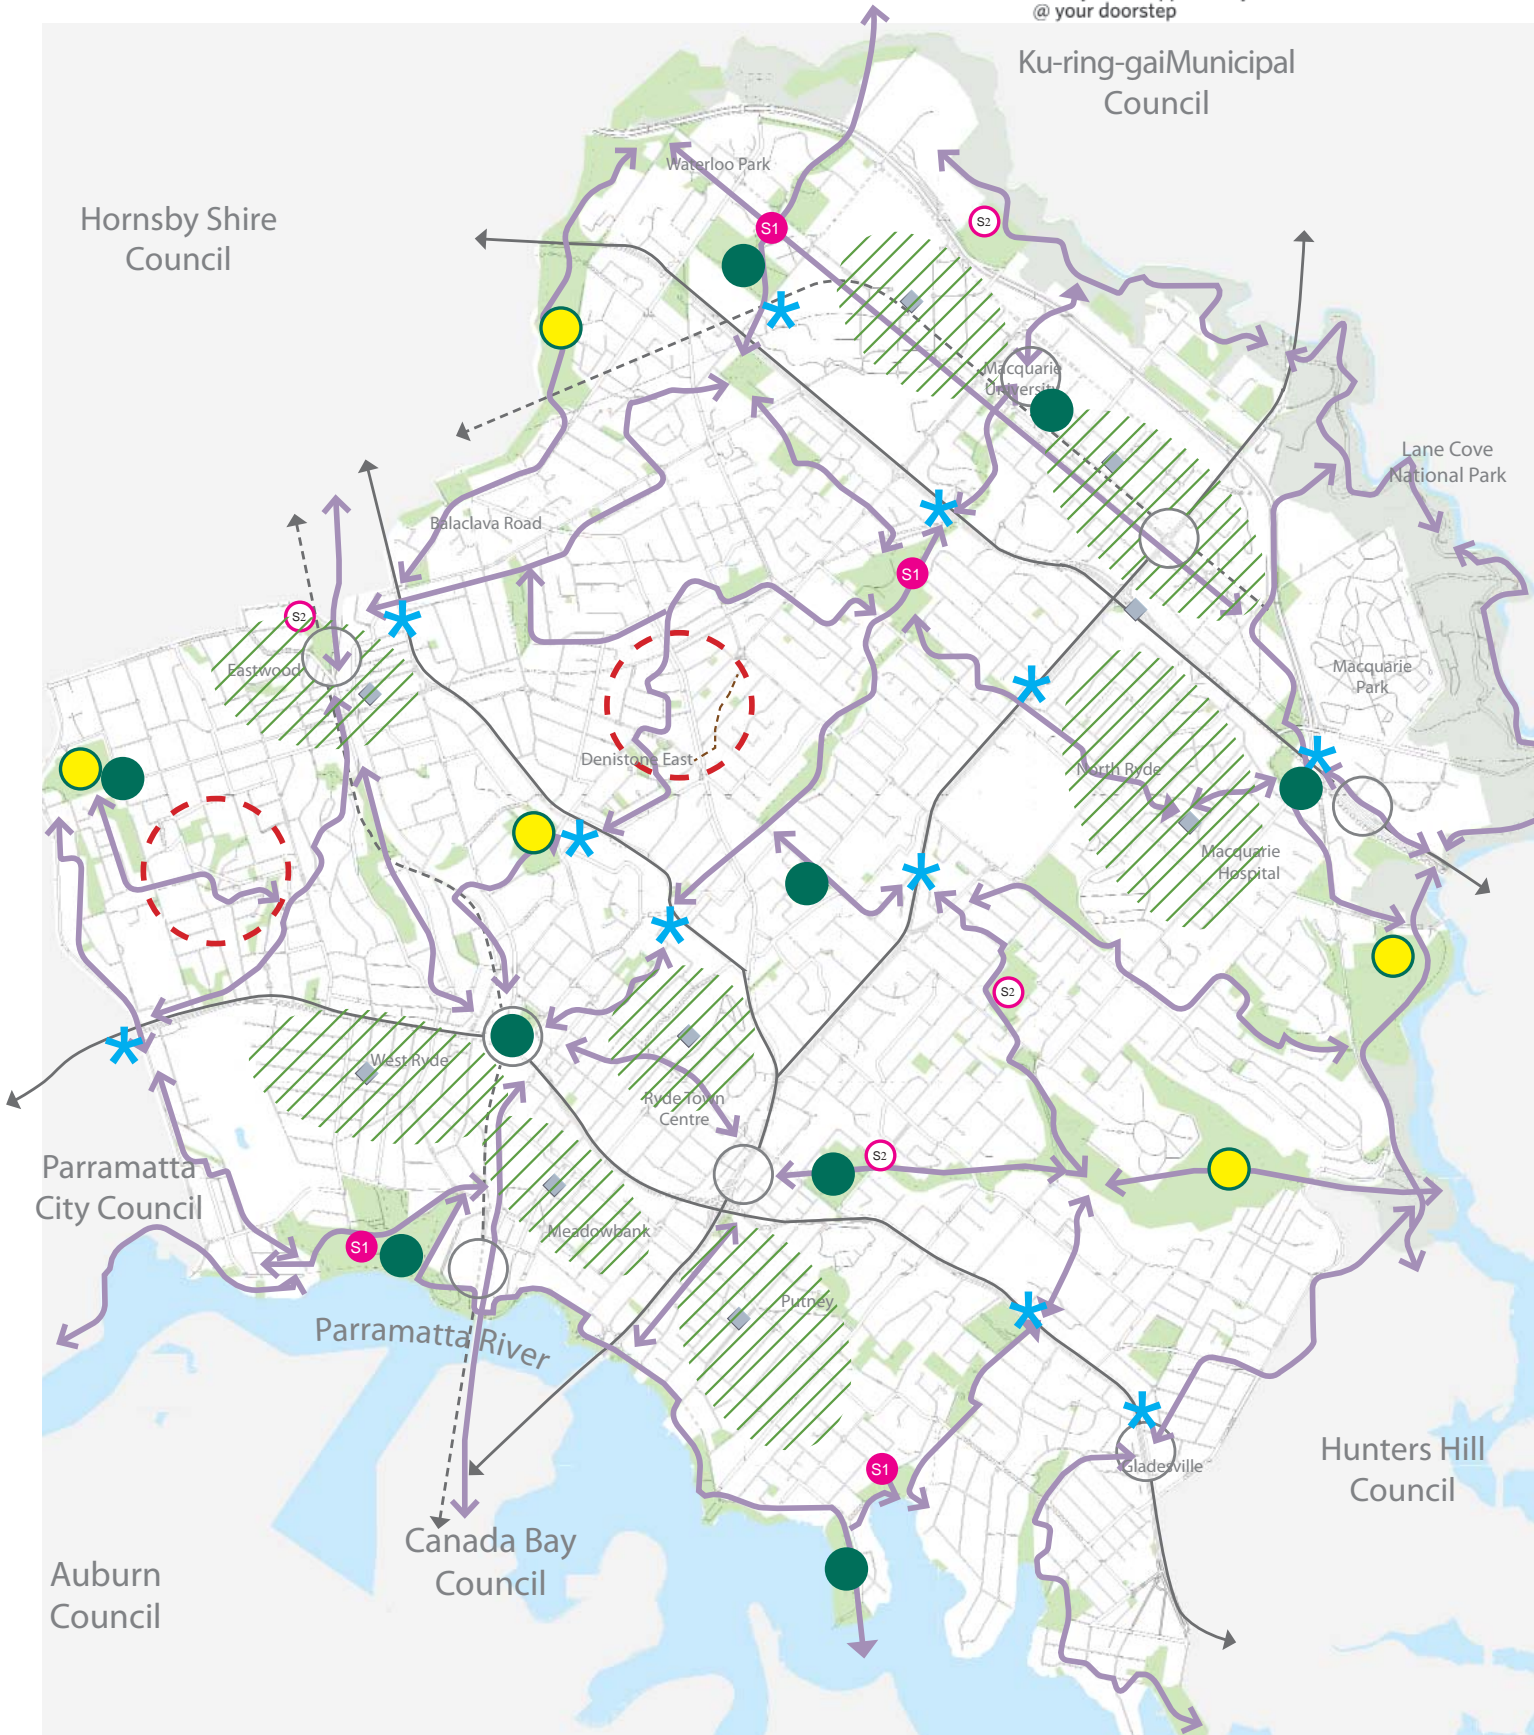 @ your doorstep
Ku-ring-gaiMunicipal
Council
Waterloo Park
Hornsby Shire
Council
S1
S2
Macquarie
University
Lane Cove
National Park
Balaclava Road
S1
S2
Eastwood
Macquarie
Park
Denistone East
North Ryde
Macquarie
Hospital
S2
West Ryde
Ryde Town
Centre
S2
Parramatta
City Council
Meadowbank
S1
Putney
Parramatta River
S1
Gladesville
Hunters Hill
Council
Canada Bay
Council
Auburn
Council